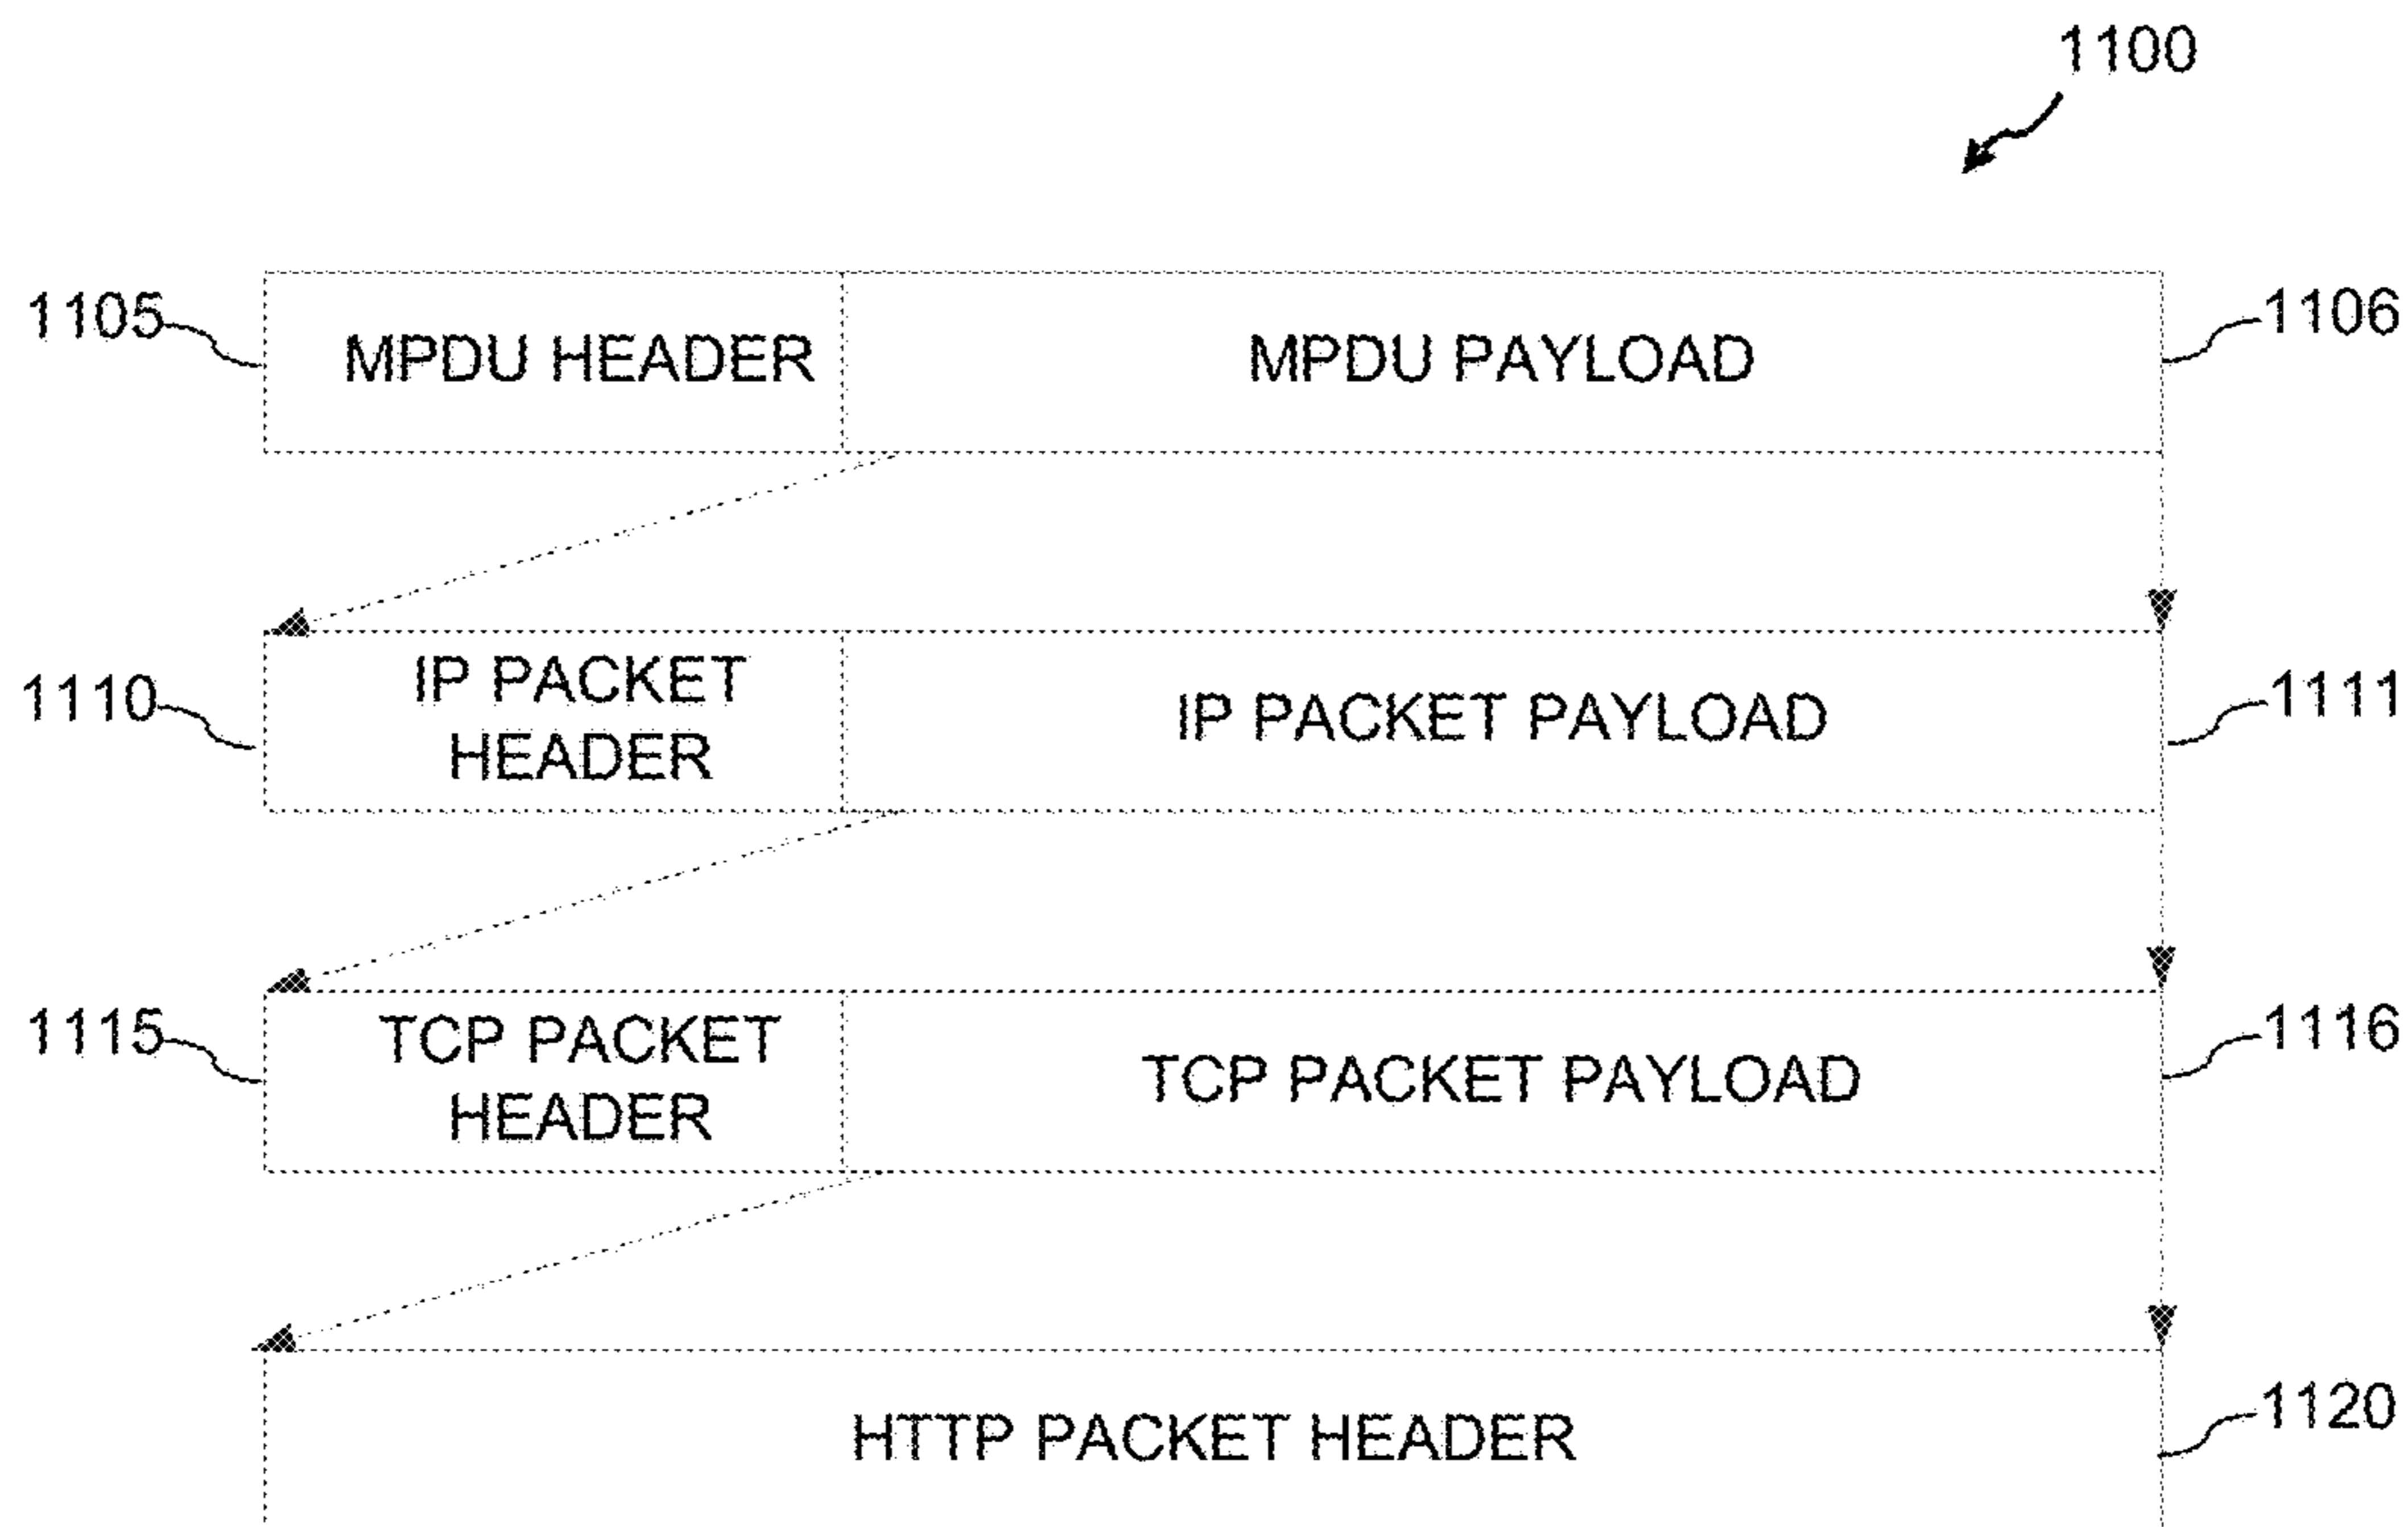 1100
1105
MPDU HEADER
MPDU PAYLOAD
1106
1110
IP PACKET
HEADER
IP PACKET PAYLOAD
1111
1115
TCP PACKET
HEADER
TCP PACKET PAYLOAD
1116
HTTP PACKET HEADER
1120